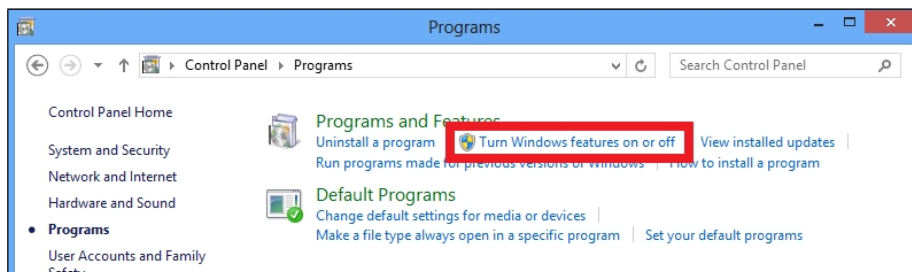 Programs
Control Panel Programs
Search Control Panel
Control Panel Home
System and Security
Network and Internet
Hardware and Sound
Programs
User Accounts and Family
Safety
Programs and Features
Uninstall a program Turn Windows features on or off View installed updates
Run programs made for previous versions of Windows How to install a program
Default Programs
Change default settings for media or devices
Make a file type always open in a specific program Set your default programs